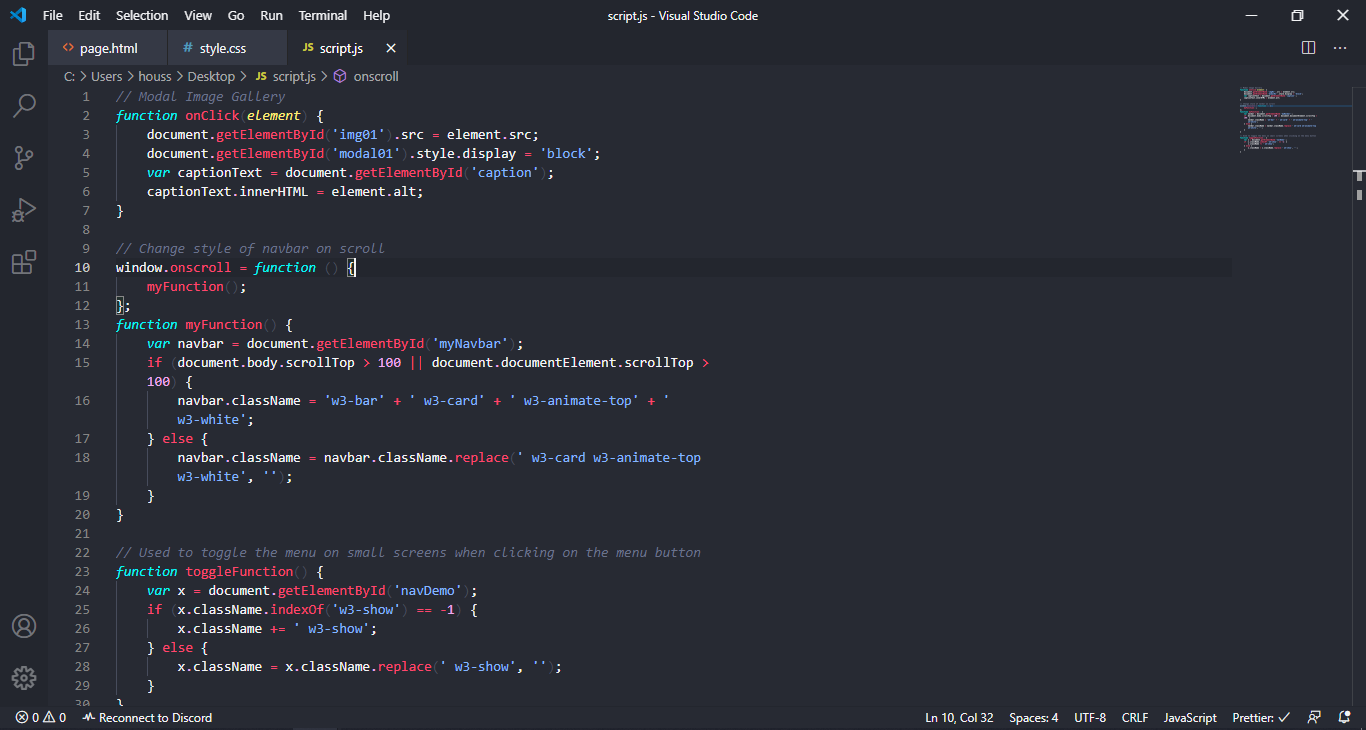 File Edit Selection View Go Run Terminal Help script.js - Visual Studio Code
<> page.html # style.css JS script.js
C: > Users > houss > Desktop > JS script.js > onscroll
1 // Modal Image Gallery
2 function onClick(element) {
3 document.getElementById('img01').src = element.src;
4 document.getElementById('modal01').style.display = 'block';
5 var captionText = document.getElementById('caption');
6 captionText.innerHTML = element.alt;
7 }
8
9 // Change style of navbar on scroll
10 window.onscroll = function () {
11 myFunction();
12 };
13 function myFunction() {
14 var navbar = document.getElementById('myNavbar');
15 if (document.body.scrollTop > 100 || document.documentElement.scrollTop >
100) {
16 navbar.className = 'w3-bar' + ' w3-card' + ' w3-animate-top' + '
w3-white';
17 } else {
18 navbar.className = navbar.className.replace(' w3-card w3-animate-top
w3-white', '');
19 }
20 }
21
22 // Used to toggle the menu on small screens when clicking on the menu button
23 function toggleFunction() {
24 var x = document.getElementById('navDemo');
25 if (x.className.indexOf('w3-show') == -1) {
26 x.className += ' w3-show';
27 } else {
28 x.className = x.className.replace(' w3-show', '');
29 }
30 }
0 0 Reconnect to Discord Ln 10, Col 32 Spaces: 4 UTF-8 CRLF JavaScript Prettier: ✓